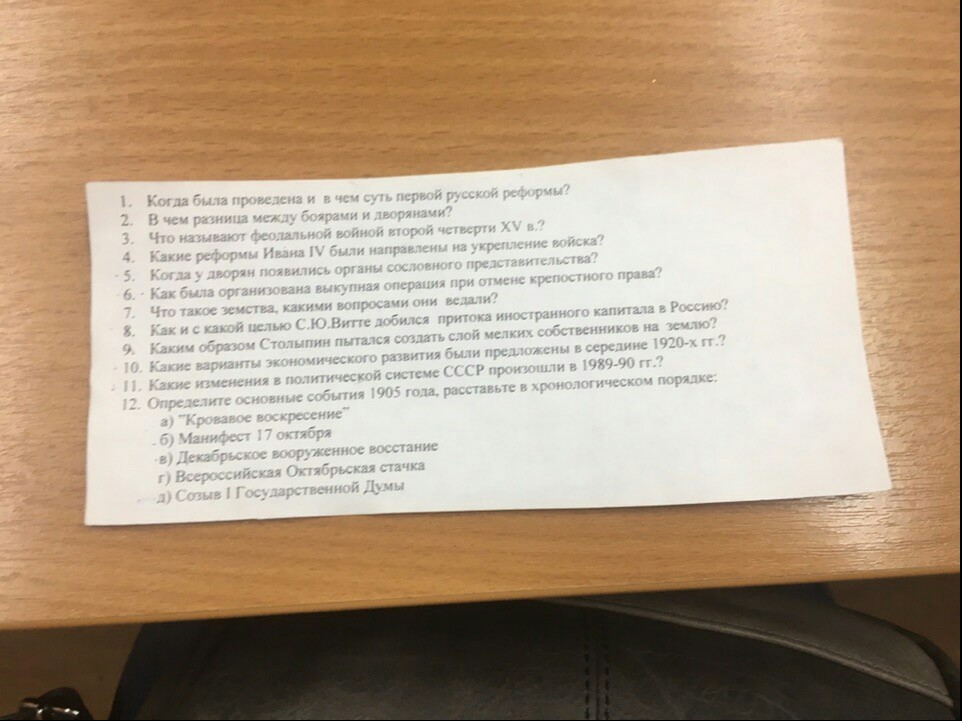 1. Когда была проведена и в чем суть первой русской реформы?
2. В чем разница между боярами и дворянами?
3. Что называют феодальной войной второй четверти XV в.?
4. Какие реформы Ивана IV были направлены на укрепление войска?
5. Когда у дворян появились органы сословного представительства?
6. Как была организована выкупная операция при отмене крепостного права?
7. Что такое земства, какими вопросами они ведали?
8. Как и с какой целью С.Ю.Витте добился притока иностранного капитала в Россию?
9. Каким образом Столыпин пытался создать слой мелких собственников на землю?
10. Какие варианты экономического развития были предложены в середине 1920-х гг.?
11. Какие изменения в политической системе СССР произошли в 1989-90 гг.?
12. Определите основные события 1905 года, расставьте в хронологическом порядке:
а) "Кровавое воскресение"
б) Манифест 17 октября
в) Декабрьское вооруженное восстание
г) Всероссийская Октябрьская стачка
д) Созыв I Государственной Думы